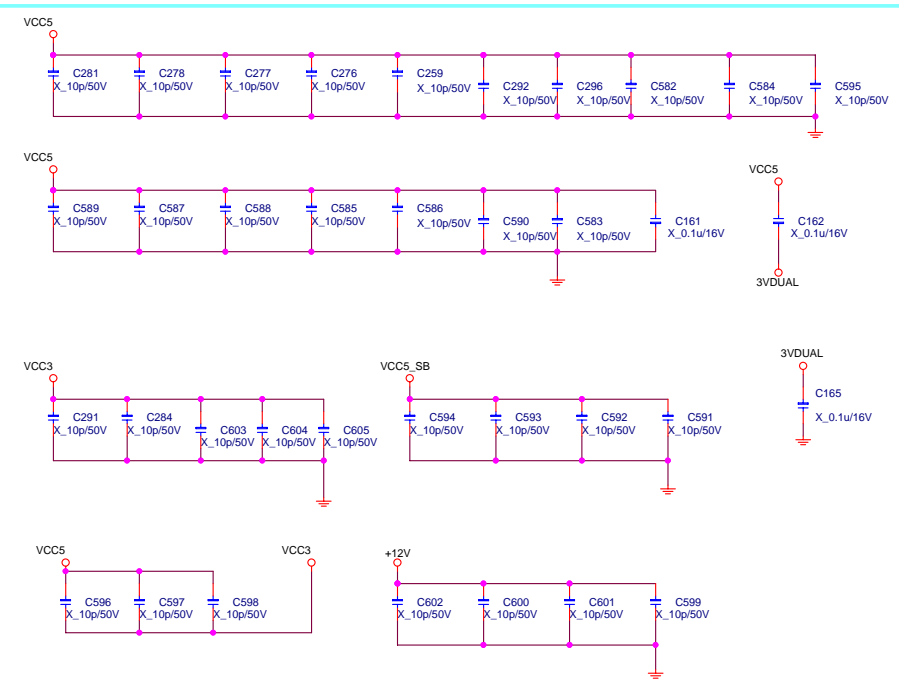 VCC5
C281
X_10p/50V
C278
X_10p/50V
C277
X_10p/50V
C276
X_10p/50V
C259
X_10p/50V
C292
X_10p/50V
C296
X_10p/50V
C582
X_10p/50V
C584
X_10p/50V
C595
X_10p/50V
VCC5
C589
X_10p/50V
C587
X_10p/50V
C588
X_10p/50V
C585
X_10p/50V
C586
X_10p/50V
C590
X_10p/50V
C583
X_10p/50V
C161
X_0.1u/16V
VCC5
C162
X_0.1u/16V
3VDUAL
VCC3
C291
X_10p/50V
C284
X_10p/50V
C603
X_10p/50V
C604
X_10p/50V
C605
X_10p/50V
VCC5_SB
C594
X_10p/50V
C593
X_10p/50V
C592
X_10p/50V
C591
X_10p/50V
3VDUAL
C165
X_0.1u/16V
VCC5
VCC3
C596
X_10p/50V
C597
X_10p/50V
C598
X_10p/50V
+12V
C602
X_10p/50V
C600
X_10p/50V
C601
X_10p/50V
C599
X_10p/50V